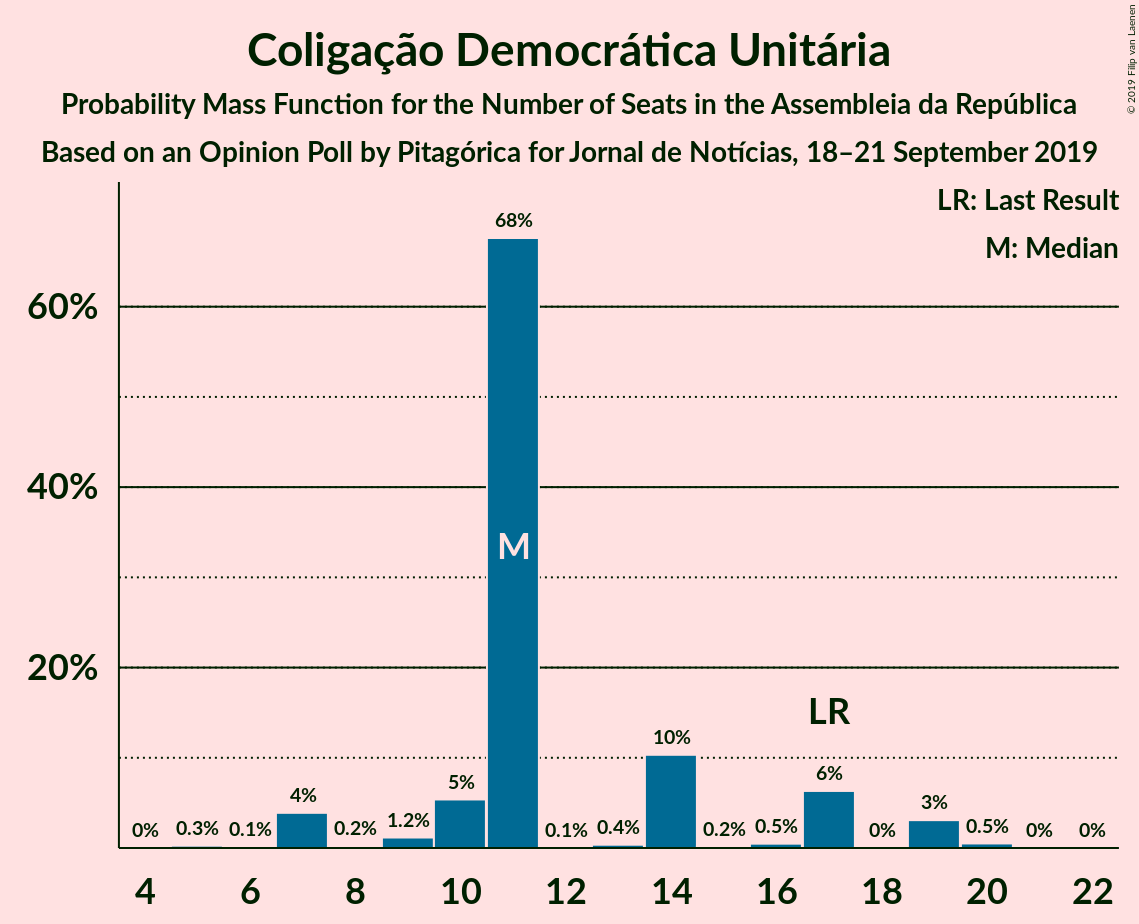 Coligação Democrática Unitária
Probability Mass Function for the Number of Seats in the Assembleia da República
Based on an Opinion Poll by Pitagórica for Jornal de Notícias, 18–21 September 2019
© 2019 Filip van Laenen
LR: Last Result
M: Median
60%
40%
20%
0%
0.3%
0.1%
4%
0.2%
1.2%
5%
68%
M
0.1%
0.4%
10%
0.2%
0.5%
LR
6%
0%
3%
0.5%
0%
0%
4 6 8 10 12 14 16 18 20 22